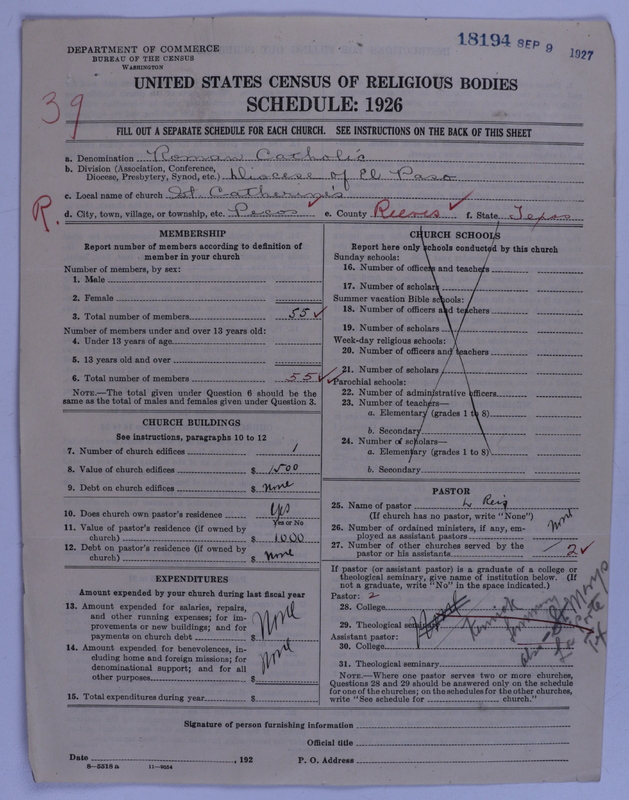 18194 SEP 9 1927
DEPARTMENT OF COMMERCE
BUREAU OF THE CENSUS
WASHINGTON
UNITED STATES CENSUS OF RELIGIOUS BODIES
SCHEDULE: 1926
39
FILL OUT A SEPARATE SCHEDULE FOR EACH CHURCH. SEE INSTRUCTIONS ON THE BACK OF THIS SHEET
a. Denomination Roman Catholic
b. Division (Association, Conference, Diocese, Presbytery, Synod, etc.) Diocese of El Paso
c. Local name of church St. Catherine's
R.
d. City, town, village, or township, etc. Pecos e. County Reeves f. State Texas
MEMBERSHIP
Report number of members according to definition of
member in your church
Number of members, by sex:
1. Male
2. Female
3. Total number of members 55
Number of members under and over 13 years old:
4. Under 13 years of age
5. 13 years old and over
6. Total number of members 55
NOTE.—The total given under Question 6 should be the
same as the total of males and females given under Question 3.
CHURCH BUILDINGS
See instructions, paragraphs 10 to 12
7. Number of church edifices 1
8. Value of church edifices $ 1500
9. Debt on church edifices $ None
10. Does church own pastor's residence Yes
Yes or No
11. Value of pastor's residence (if owned by
church) $ 1000
12. Debt on pastor's residence (if owned by
church) $ None
EXPENDITURES
Amount expended by your church during last fiscal year
13. Amount expended for salaries, repairs,
and other running expenses; for im-
provements or new buildings; and for
payments on church debt $ None
14. Amount expended for benevolences, in-
cluding home and foreign missions; for
denominational support; and for all
other purposes $ None
15. Total expenditures during year $
CHURCH SCHOOLS
Report here only schools conducted by this church
Sunday schools:
16. Number of officers and teachers
17. Number of scholars
Summer vacation Bible schools:
18. Number of officers and teachers
19. Number of scholars
Week-day religious schools:
20. Number of officers and teachers
21. Number of scholars
Parochial schools:
22. Number of administrative officers
23. Number of teachers—
a. Elementary (grades 1 to 8)
b. Secondary
24. Number of scholars—
a. Elementary (grades 1 to 8)
b. Secondary
PASTOR
25. Name of pastor L Reig
(If church has no pastor, write "None")
26. Number of ordained ministers, if any, em-
ployed as assistant pastors None
27. Number of other churches served by the
pastor or his assistants 2
If pastor (or assistant pastor) is a graduate of a college or
theological seminary, give name of institution below. (If
not a graduate, write "No" in the space indicated.)
Pastor: 2
28. College
29. Theological seminary Kenrick Seminary
also St Marys La Porte Tex
Assistant pastor:
30. College
31. Theological seminary
NOTE.—Where one pastor serves two or more churches,
Questions 28 and 29 should be answered only on the schedule
for one of the churches; on the schedules for the other churches,
write "See schedule for church."
Signature of person furnishing information
Official title
Date , 192 P. O. Address
8—5518 a 11—9654